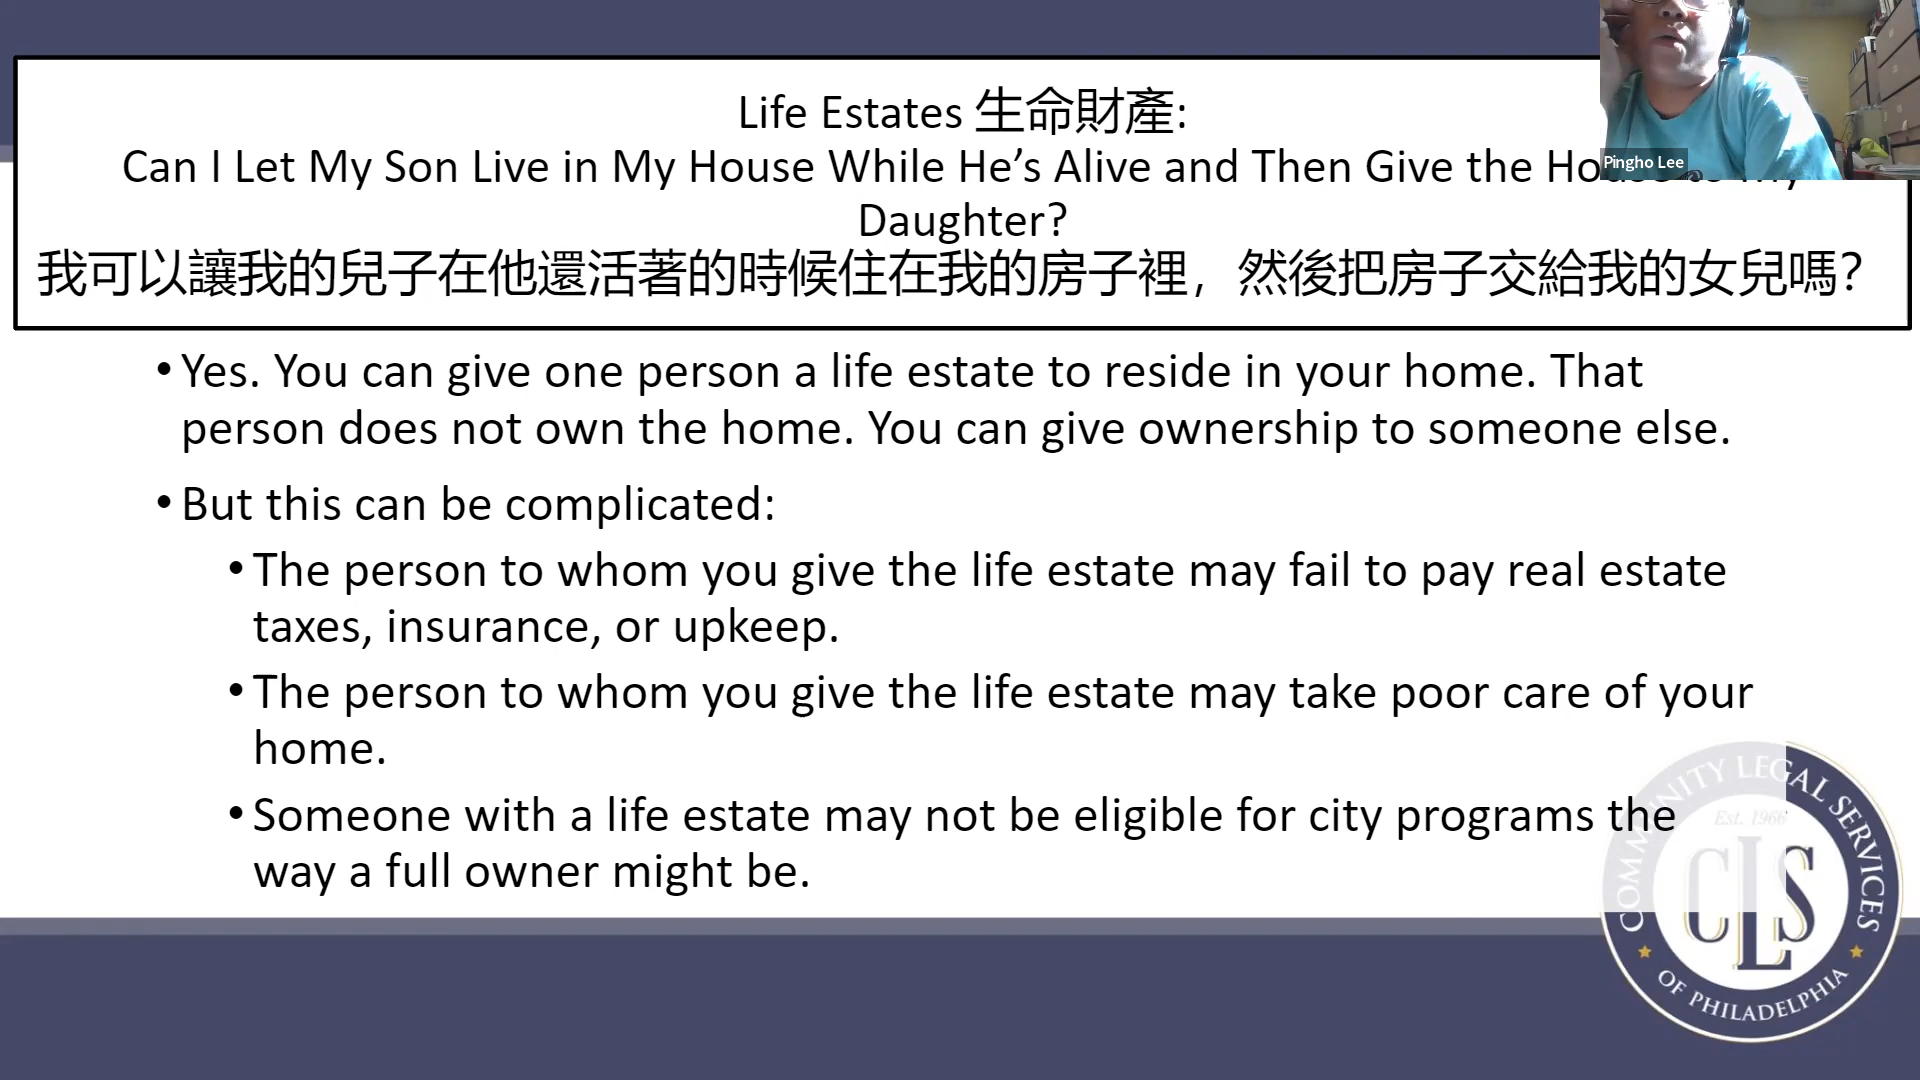 Life Estates 生命財產:
Can I Let My Son Live in My House While He’s Alive and Then Give the
Daughter?
我可以讓我的兒子在他還活著的時候住在我的房子裡，然後把房子交給我的女兒嗎？
Pingho Lee
•Yes. You can give one person a life estate to reside in your home. That
person does not own the home. You can give ownership to someone else.
•But this can be complicated:
•The person to whom you give the life estate may fail to pay real estate
taxes, insurance, or upkeep.
•The person to whom you give the life estate may take poor care of your
home.
•Someone with a life estate may not be eligible for city programs the
way a full owner might be.
COMMUNITY LEGAL SERVICES
Est. 1966
CLS
OF PHILADELPHIA